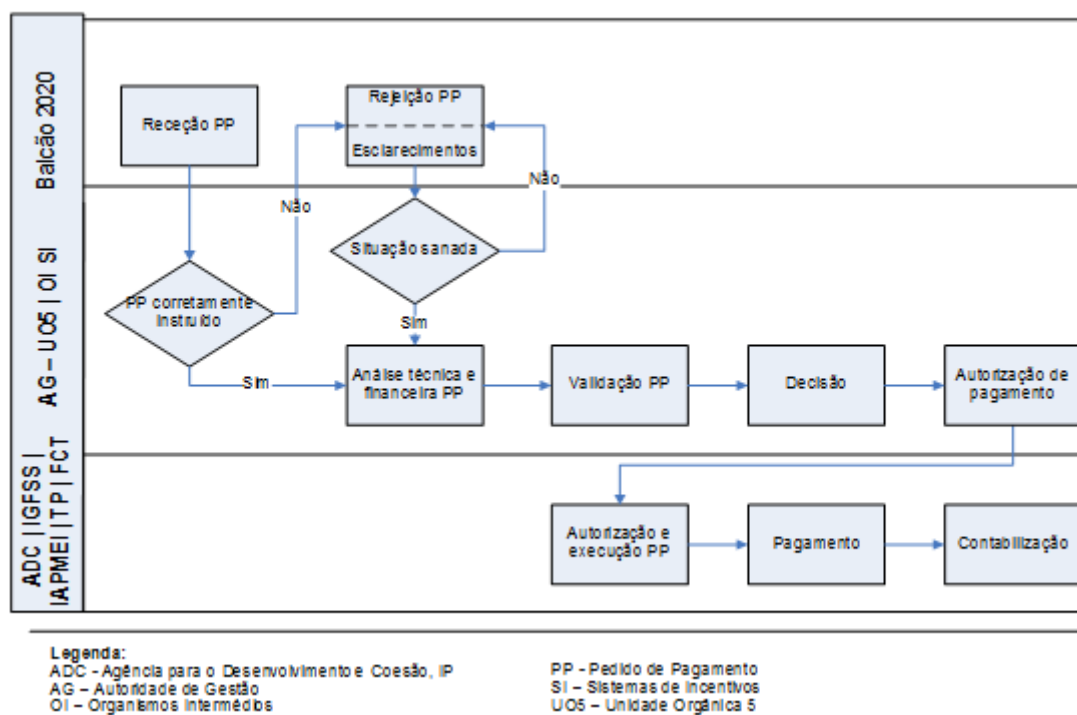 Balcão 2020
Receção PP
Rejeição PP
Esclarecimentos
Não
Não
AG – UO5 | OI SI
PP corretamente
Instruído
Situação sanada
Sim
Sim
Análise técnica e
financeira PP
Validação PP
Decisão
Autorização de
pagamento
ADC | IGFSS |
IAPMEI | TP | FCT
Autorização e
execução PP
Pagamento
Contabilização
Legenda:
ADC - Agência para o Desenvolvimento e Coesão, IP
AG – Autoridade de Gestão
OI – Organismos Intermédios
PP - Pedido de Pagamento
SI – Sistemas de Incentivos
UO5 – Unidade Orgânica 5